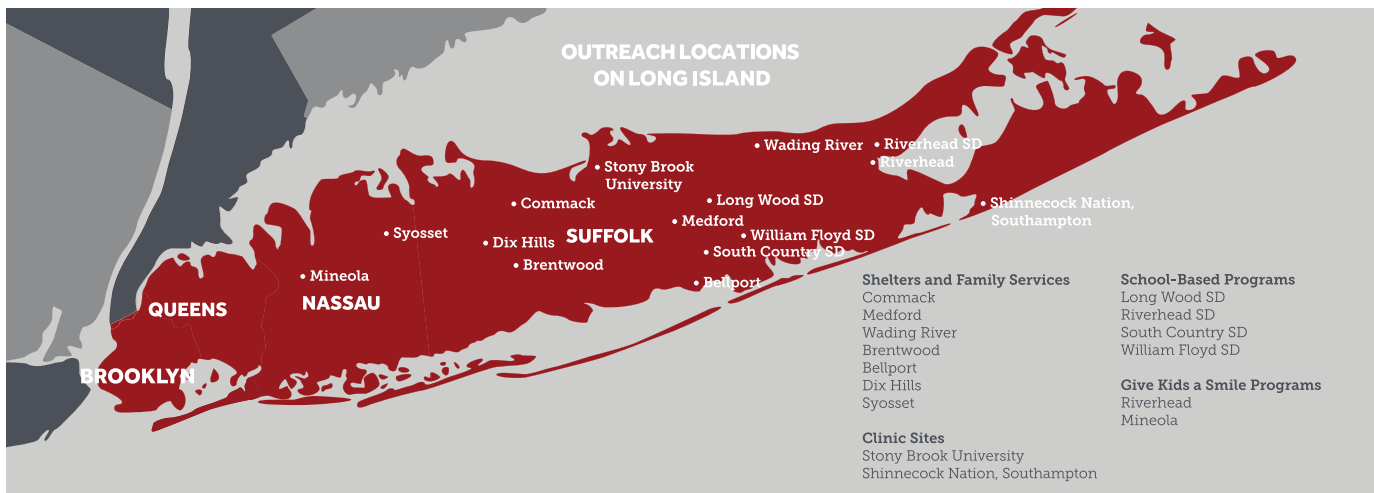 OUTREACH LOCATIONS
ON LONG ISLAND
Wading River
Riverhead SD
Riverhead
Stony Brook
University
Commack
Long Wood SD
Shinnecock Nation,
Southampton
Medford
Syosset
William Floyd SD
Dix Hills
SUFFOLK
South Country SD
Brentwood
Mineola
Bellport
NASSAU
QUEENS
BROOKLYN
Shelters and Family Services
Commack
Medford
Wading River
Brentwood
Bellport
Dix Hills
Syosset
Clinic Sites
Stony Brook University
Shinnecock Nation, Southampton
School-Based Programs
Long Wood SD
Riverhead SD
South Country SD
William Floyd SD
Give Kids a Smile Programs
Riverhead
Mineola